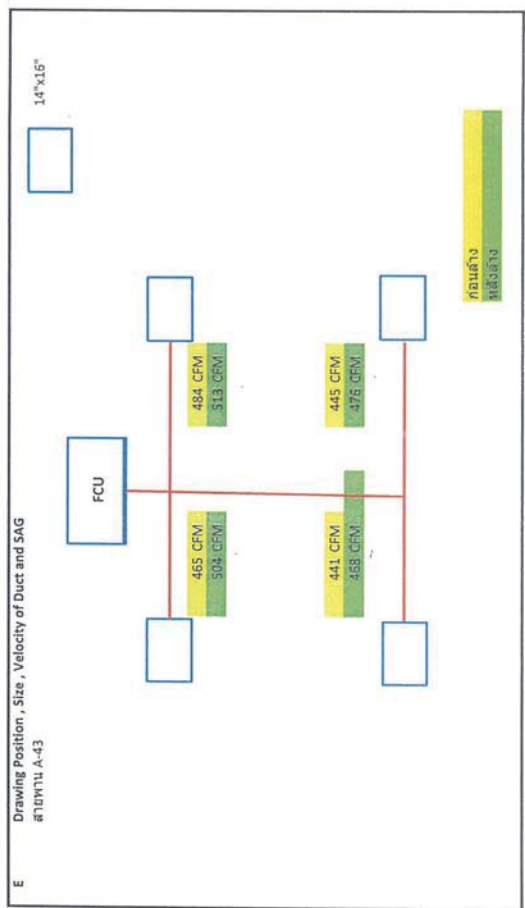 E Drawing Position , Size , Velocity of Duct and SAG
สายพาน A-43
14"x16"
FCU
465 CFM
504 CFM
484 CFM
513 CFM
441 CFM
468 CFM
445 CFM
476 CFM
ก่อนล้าง
หลังล้าง